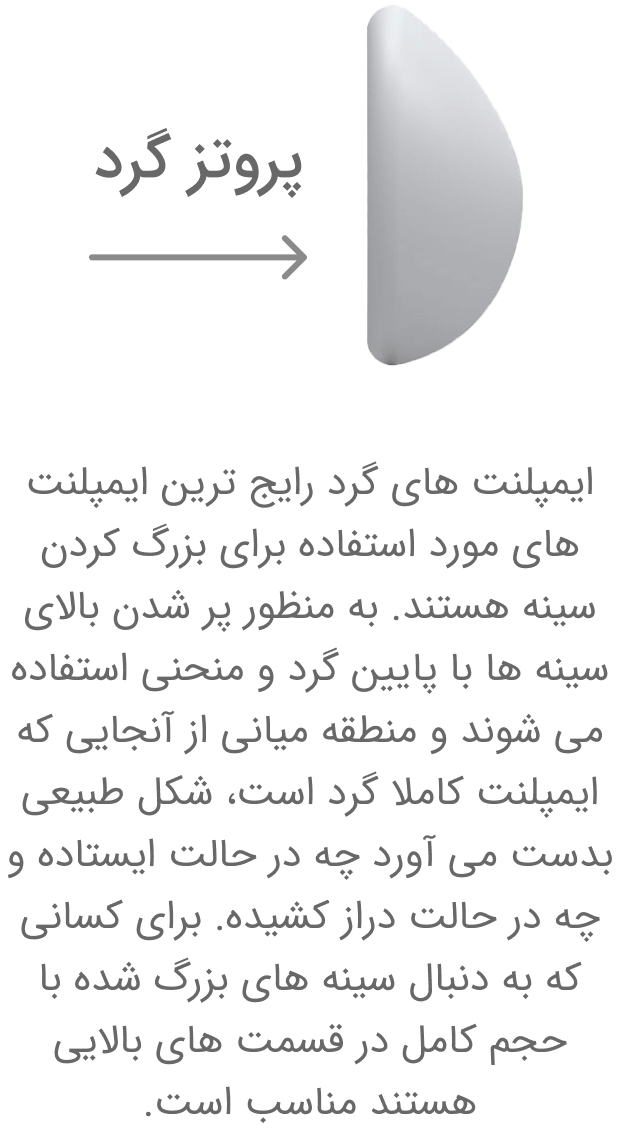 پروتز گرد
ایمپلنت های گرد رایج ترین ایمپلنت
های مورد استفاده برای بزرگ کردن
سینه هستند. به منظور پر شدن بالای
سینه ها با پایین گرد و منحنی استفاده
می شوند و منطقه میانی از آنجایی که
ایمپلنت کاملا گرد است، شکل طبیعی
بدست می آورد چه در حالت ایستاده و
چه در حالت دراز کشیده. برای کسانی
که به دنبال سینه های بزرگ شده با
حجم کامل در قسمت های بالایی
هستند مناسب است.